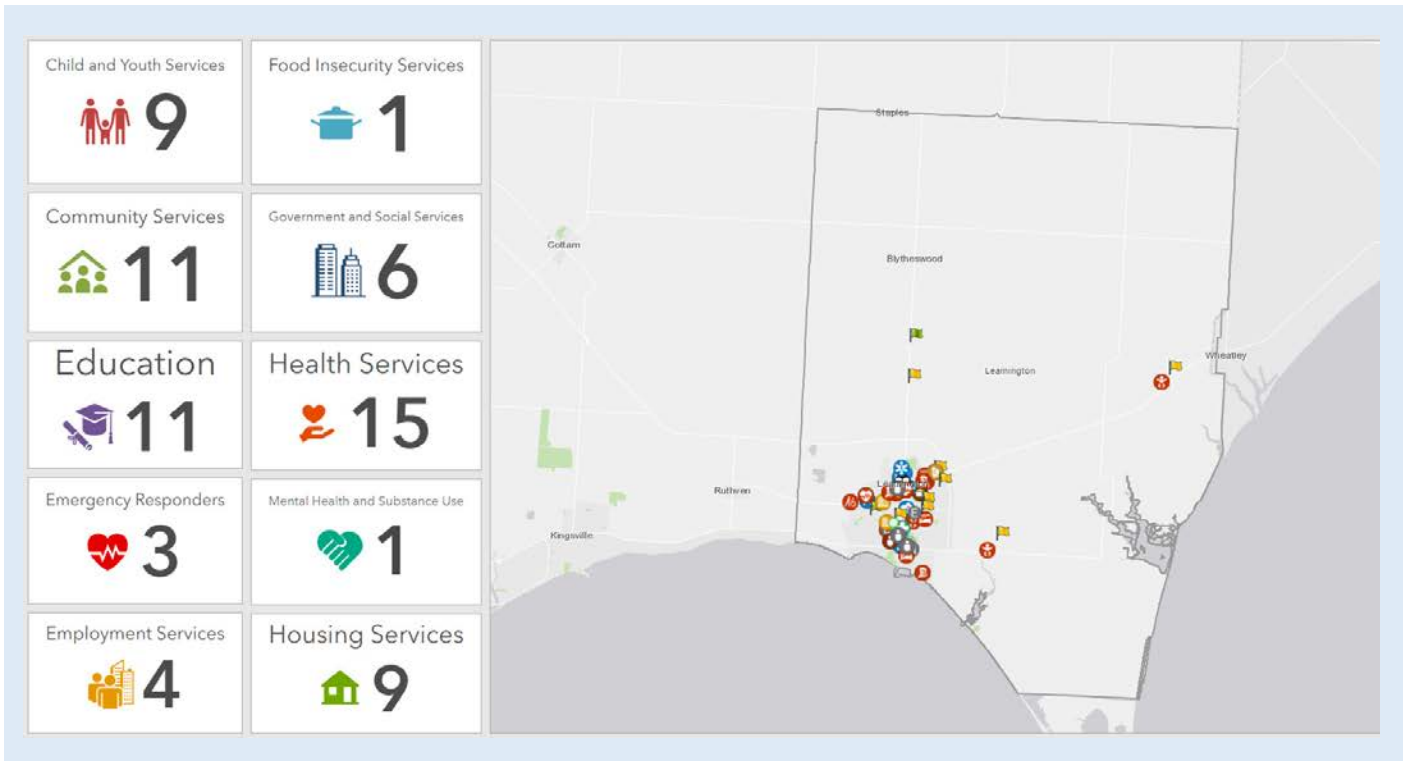 Child and Youth Services
9
Food Insecurity Services
1
Community Services
11
Government and Social Services
6
Education
11
Health Services
15
Emergency Responders
3
Mental Health and Substance Use
1
Employment Services
4
Housing Services
9
Staples
Cottam
Blytheswood
Wheatley
Leamington
Leamington
Ruthven
Kingsville